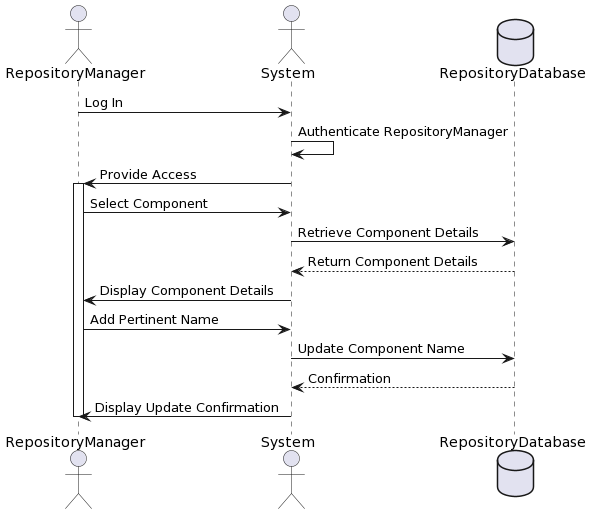 RepositoryManager System RepositoryDatabase
Log In
Authenticate RepositoryManager
Provide Access
Select Component
Retrieve Component Details
Return Component Details
Display Component Details
Add Pertinent Name
Update Component Name
Confirmation
Display Update Confirmation
RepositoryManager System RepositoryDatabase